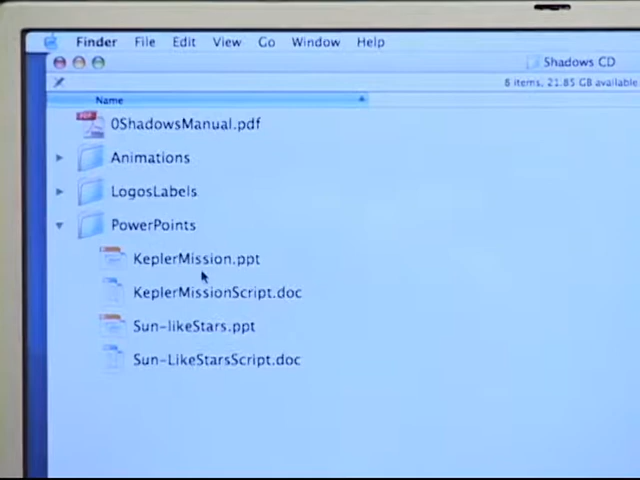 Finder File Edit View Go Window Help
Shadows CD
6 items, 21.85 GB available
Name
0ShadowsManual.pdf
Animations
LogosLabels
PowerPoints
KeplerMission.ppt
KeplerMissionScript.doc
Sun-likeStars.ppt
Sun-LikeStarsScript.doc